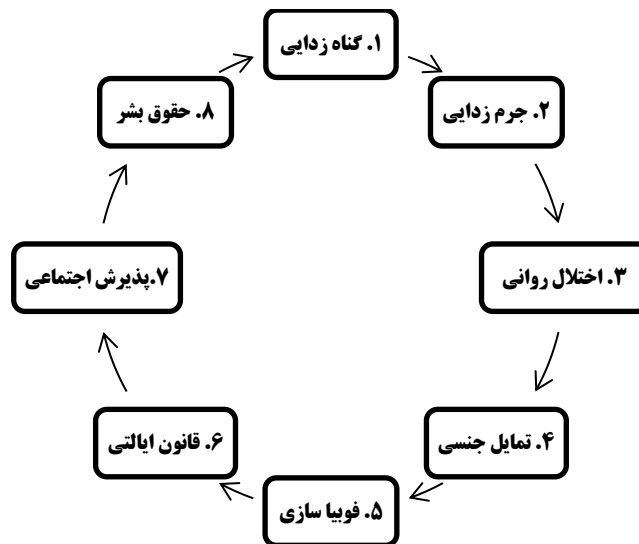 ۱. گناه زدایی
۲. جرم زدایی
۳. اختلال روانی
۴. تمایل جنسی
۵. فوبیا سازی
۶. قانون ایالتی
۷.پذیرش اجتماعی
۸. حقوق بشر